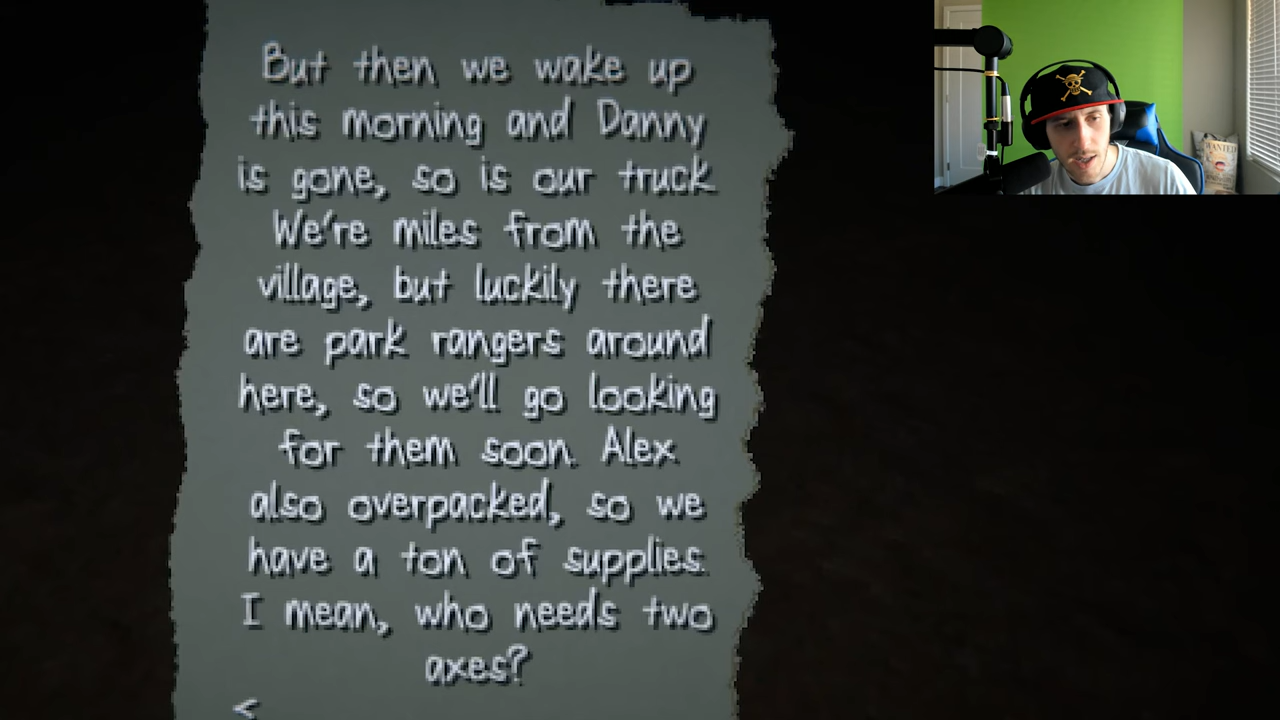 But then we wake up
this morning and Danny
is gone, so is our truck
We're miles from the
village, but luckily there
are park rangers around
here, so we'll go looking
for them soon. Alex
also overpacked, so we
have a ton of supplies.
I mean, who needs two
axes?
<
WANTED